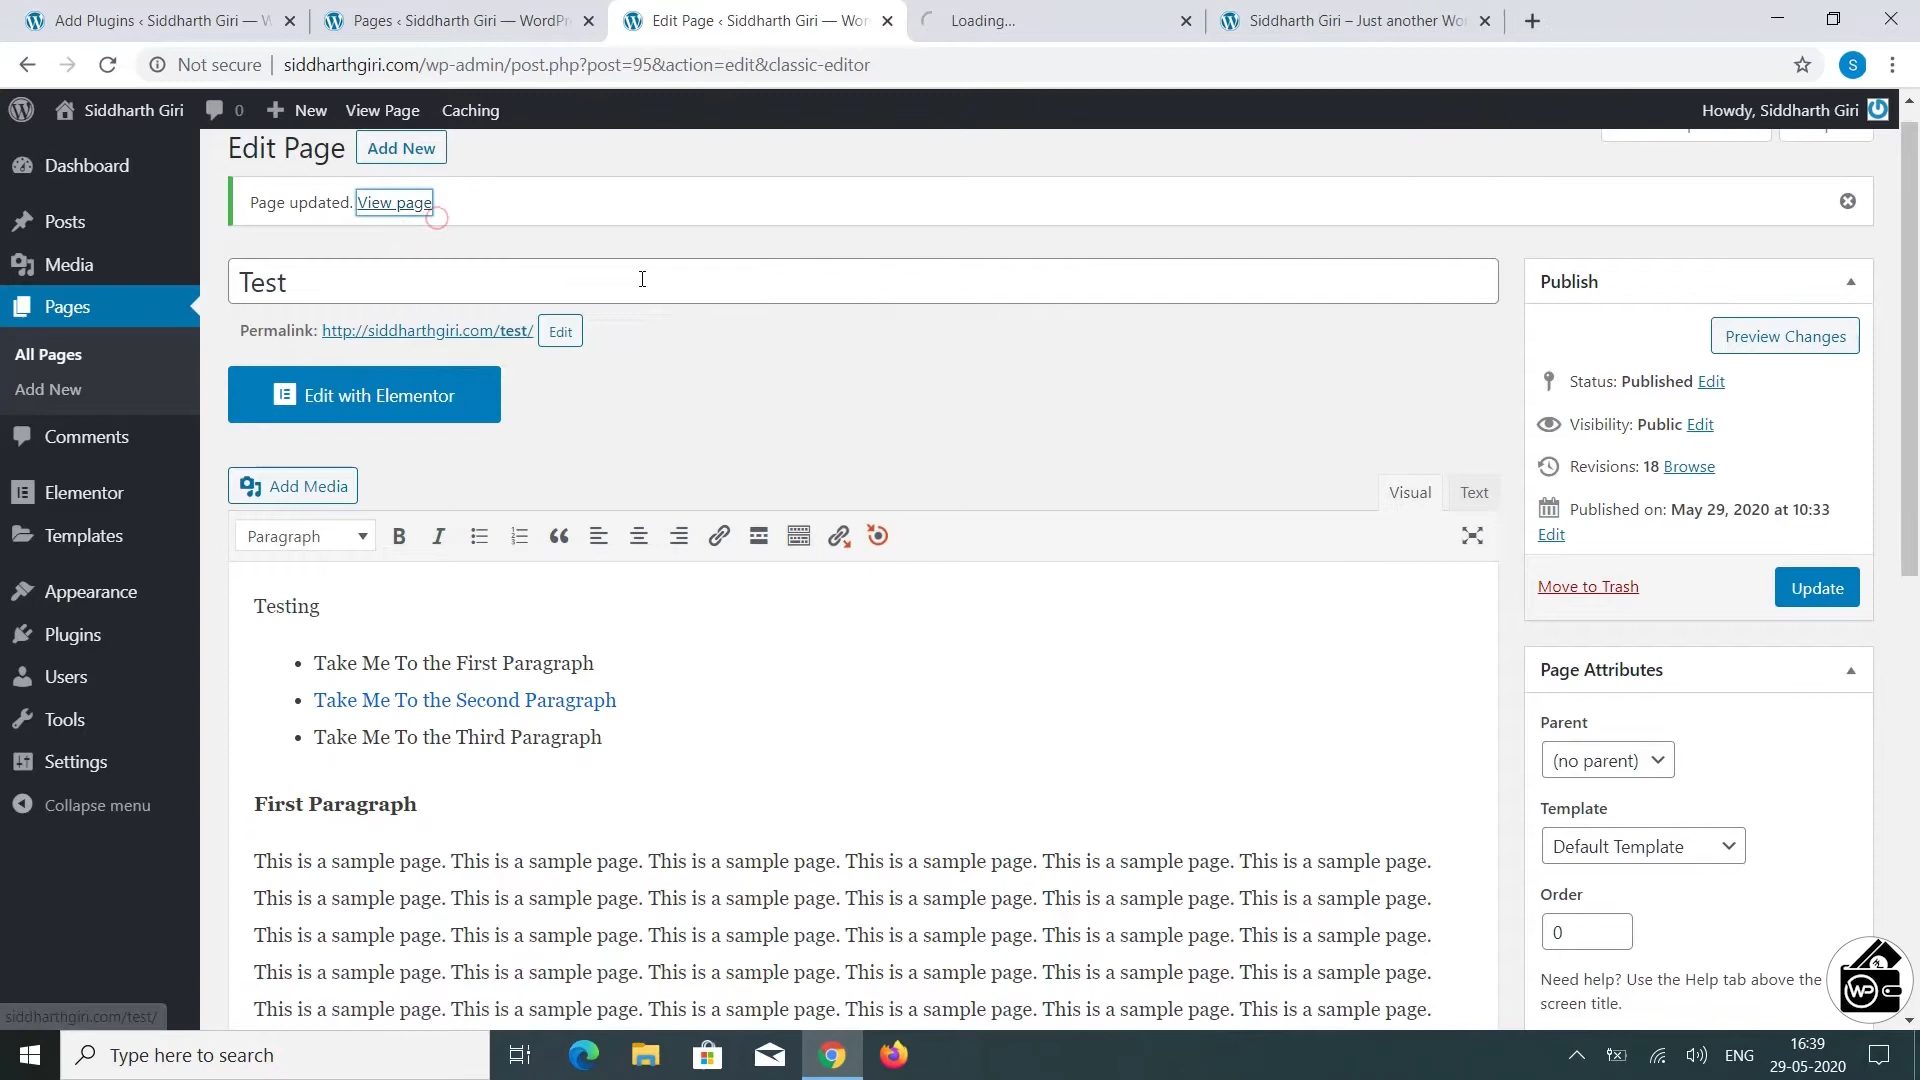 Add Plugins ‹ Siddharth Giri — W
Pages ‹ Siddharth Giri — WordPr
Edit Page ‹ Siddharth Giri — Wor
Loading...
Siddharth Giri – Just another Wo
Not secure
siddharthgiri.com/wp-admin/post.php?post=95&action=edit&classic-editor
S
Siddharth Giri
0
New
View Page
Caching
Howdy, Siddharth Giri
Dashboard
Posts
Media
Pages
All Pages
Add New
Comments
Elementor
Templates
Appearance
Plugins
Users
Tools
Settings
Collapse menu
Edit Page
Add New
Page updated. View page
Test
Permalink: http://siddharthgiri.com/test/
Edit
Edit with Elementor
Add Media
Visual
Text
Paragraph
Testing
• Take Me To the First Paragraph
• Take Me To the Second Paragraph
• Take Me To the Third Paragraph
First Paragraph
This is a sample page. This is a sample page. This is a sample page. This is a sample page. This is a sample page. This is a sample page.
This is a sample page. This is a sample page. This is a sample page. This is a sample page. This is a sample page. This is a sample page.
This is a sample page. This is a sample page. This is a sample page. This is a sample page. This is a sample page. This is a sample page.
This is a sample page. This is a sample page. This is a sample page. This is a sample page. This is a sample page. This is a sample page.
This is a sample page. This is a sample page. This is a sample page. This is a sample page. This is a sample page. This is a sample page.
Publish
Preview Changes
Status: Published Edit
Visibility: Public Edit
Revisions: 18 Browse
Published on: May 29, 2020 at 10:33
Edit
Move to Trash
Update
Page Attributes
Parent
(no parent)
Template
Default Template
Order
0
Need help? Use the Help tab above the
screen title.
WP
siddharthgiri.com/test/
Type here to search
ENG
16:39
29-05-2020